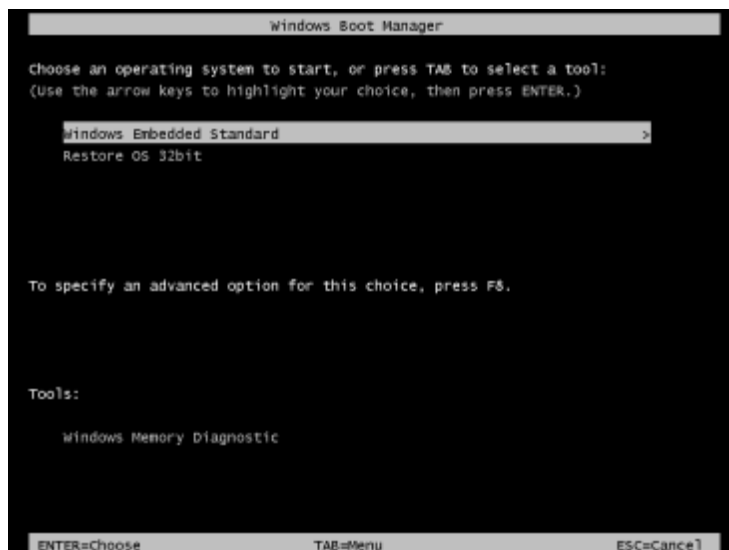 Windows Boot Manager
Choose an operating system to start, or press TAB to select a tool:
(Use the arrow keys to highlight your choice, then press ENTER.)
Windows Embedded Standard >
Restore OS 32bit
To specify an advanced option for this choice, press F8.
Tools:
Windows Memory Diagnostic
ENTER=Choose TAB=Menu ESC=Cancel